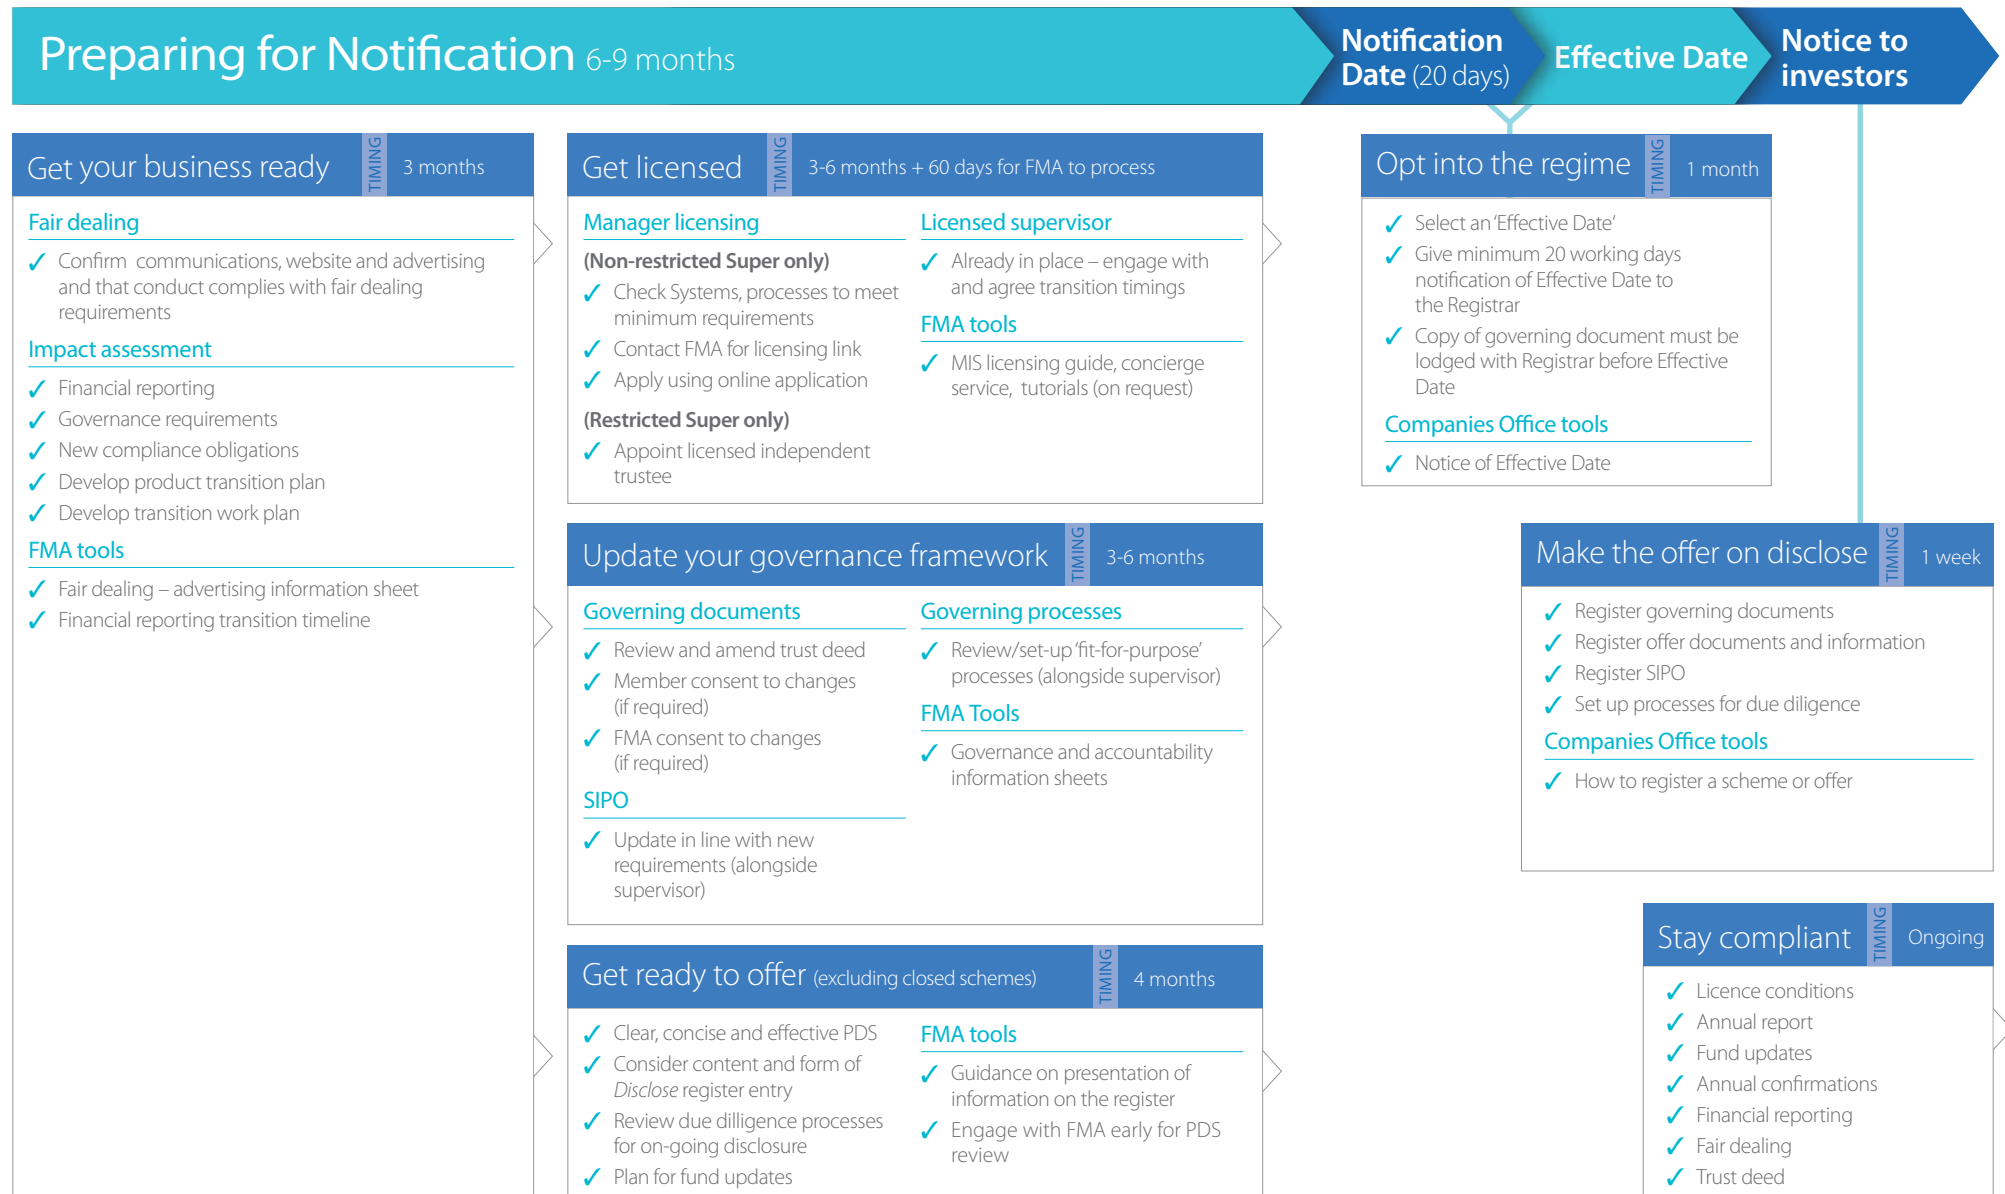 Preparing for Notification 6-9 months
Notification
Date (20 days)
Effective Date
Notice to
investors
Get your business ready
TIMING
3 months
Fair dealing
Confirm communications, website and advertising
and that conduct complies with fair dealing
requirements
Impact assessment
Financial reporting
Governance requirements
New compliance obligations
Develop product transition plan
Develop transition work plan
FMA tools
Fair dealing – advertising information sheet
Financial reporting transition timeline
Get licensed
TIMING
3-6 months + 60 days for FMA to process
Manager licensing
(Non-restricted Super only)
Check Systems, processes to meet
minimum requirements
Contact FMA for licensing link
Apply using online application
(Restricted Super only)
Appoint licensed independent
trustee
Licensed supervisor
Already in place – engage with
and agree transition timings
FMA tools
MIS licensing guide, concierge
service, tutorials (on request)
Update your governance framework
TIMING
3-6 months
Governing documents
Review and amend trust deed
Member consent to changes
(if required)
FMA consent to changes
(if required)
SIPO
Update in line with new
requirements (alongside
supervisor)
Governing processes
Review/set-up ‘fit-for-purpose’
processes (alongside supervisor)
FMA Tools
Governance and accountability
information sheets
Get ready to offer (excluding closed schemes)
TIMING
4 months
Clear, concise and effective PDS
Consider content and form of
Disclose register entry
Review due dilligence processes
for on-going disclosure
Plan for fund updates
FMA tools
Guidance on presentation of
information on the register
Engage with FMA early for PDS
review
Opt into the regime
TIMING
1 month
Select an ‘Effective Date’
Give minimum 20 working days
notification of Effective Date to
the Registrar
Copy of governing document must be
lodged with Registrar before Effective
Date
Companies Office tools
Notice of Effective Date
Make the offer on disclose
TIMING
1 week
Register governing documents
Register offer documents and information
Register SIPO
Set up processes for due diligence
Companies Office tools
How to register a scheme or offer
Stay compliant
TIMING
Ongoing
Licence conditions
Annual report
Fund updates
Annual confirmations
Financial reporting
Fair dealing
Trust deed